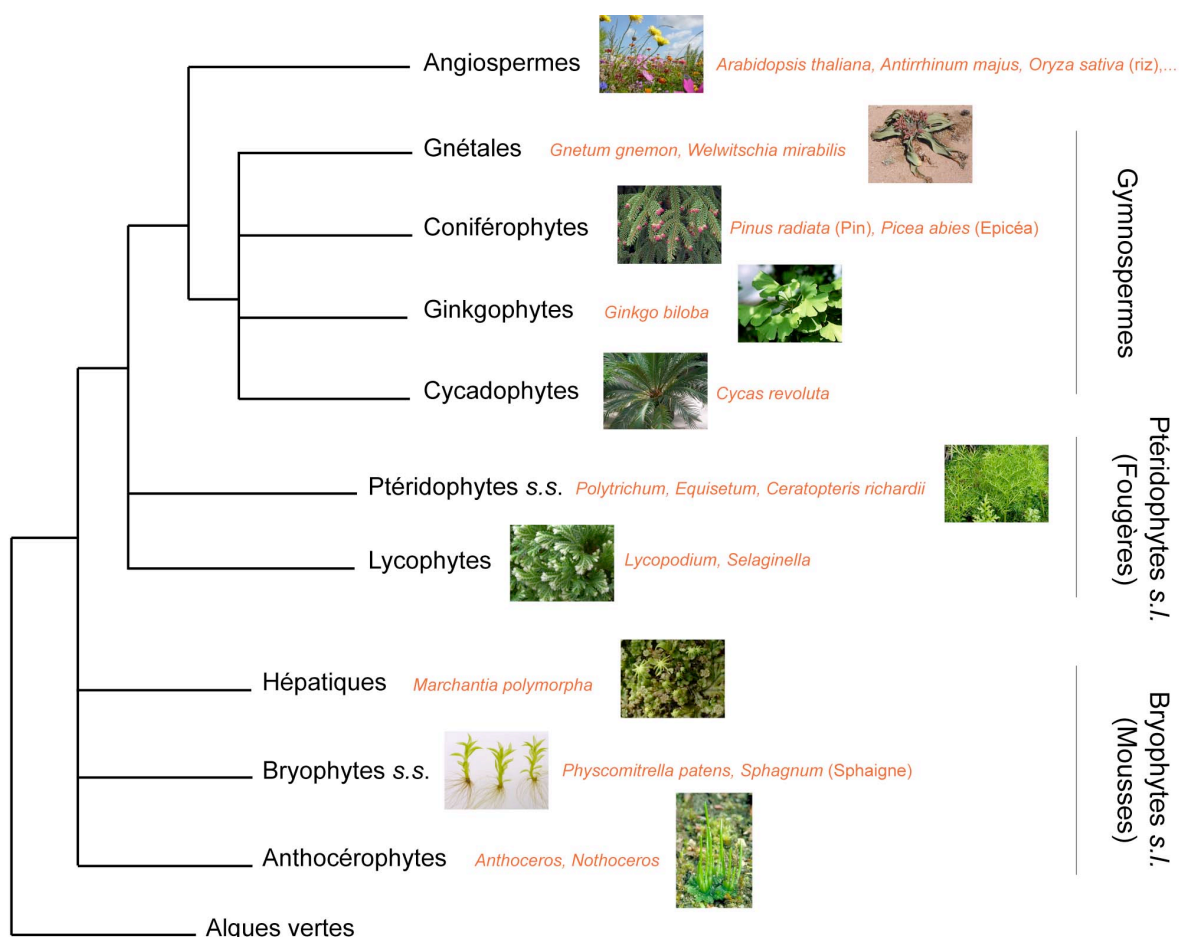 Angiospermes
Arabidopsis thaliana, Antirrhinum majus, Oryza sativa (riz),...
Gnétales
Gnetum gnemon, Welwitschia mirabilis
Coniférophytes
Pinus radiata (Pin), Picea abies (Epicéa)
Ginkgophytes
Ginkgo biloba
Cycadophytes
Cycas revoluta
Gymnospermes
Ptéridophytes s.s.
Polytrichum, Equisetum, Ceratopteris richardii
Lycophytes
Lycopodium, Selaginella
Ptéridophytes s.l.
(Fougères)
Hépatiques
Marchantia polymorpha
Bryophytes s.s.
Physcomitrella patens, Sphagnum (Sphaigne)
Anthocérophytes
Anthoceros, Nothoceros
Bryophytes s.l.
(Mousses)
Algues vertes